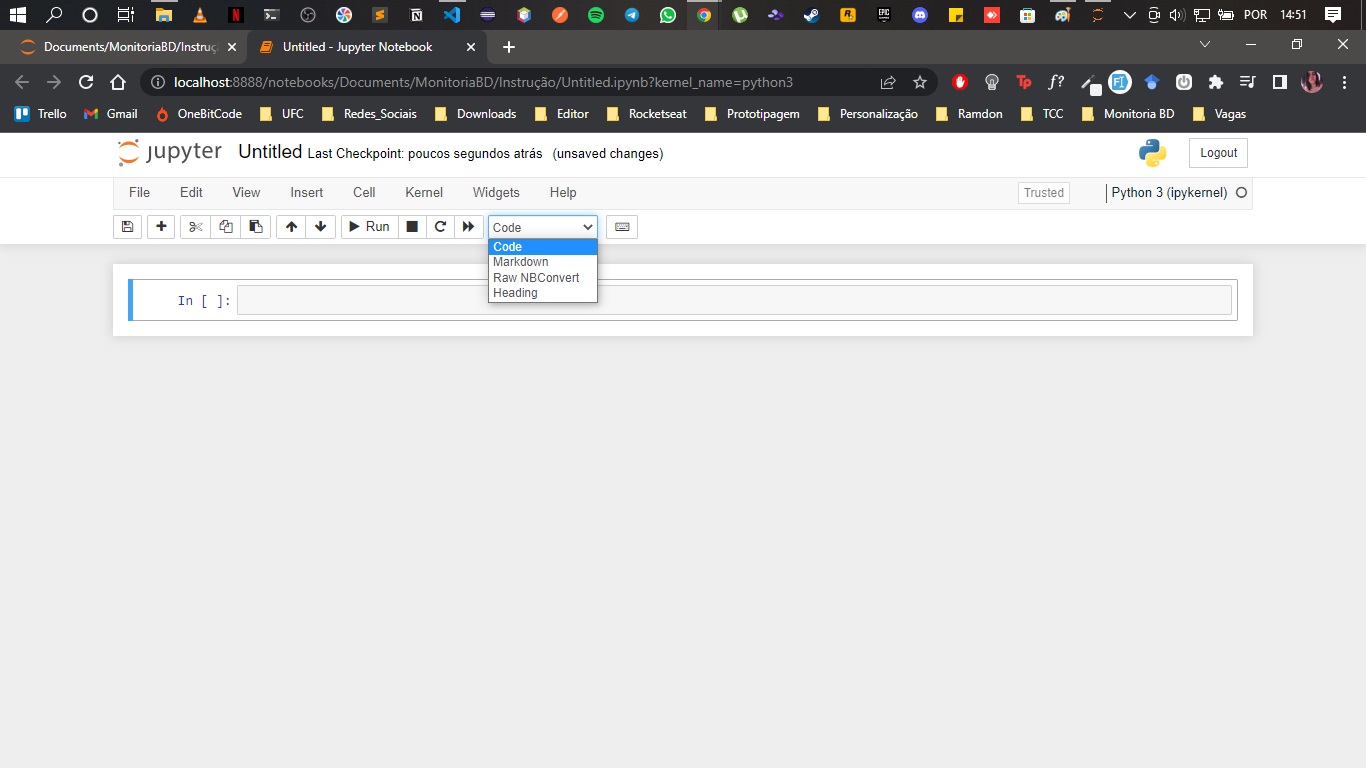 POR 14:51
Documents/MonitoriaBD/Instruç
Untitled - Jupyter Notebook
localhost:8888/notebooks/Documents/MonitoriaBD/Instrução/Untitled.ipynb?kernel_name=python3
Trello Gmail OneBitCode UFC Redes_Sociais Downloads Editor Rocketseat Prototipagem Personalização Ramdon TCC Monitoria BD Vagas
jupyter Untitled Last Checkpoint: poucos segundos atrás (unsaved changes) Logout
File Edit View Insert Cell Kernel Widgets Help Trusted Python 3 (ipykernel)
Run Code
Code
Markdown
Raw NBConvert
Heading
In [ ]: